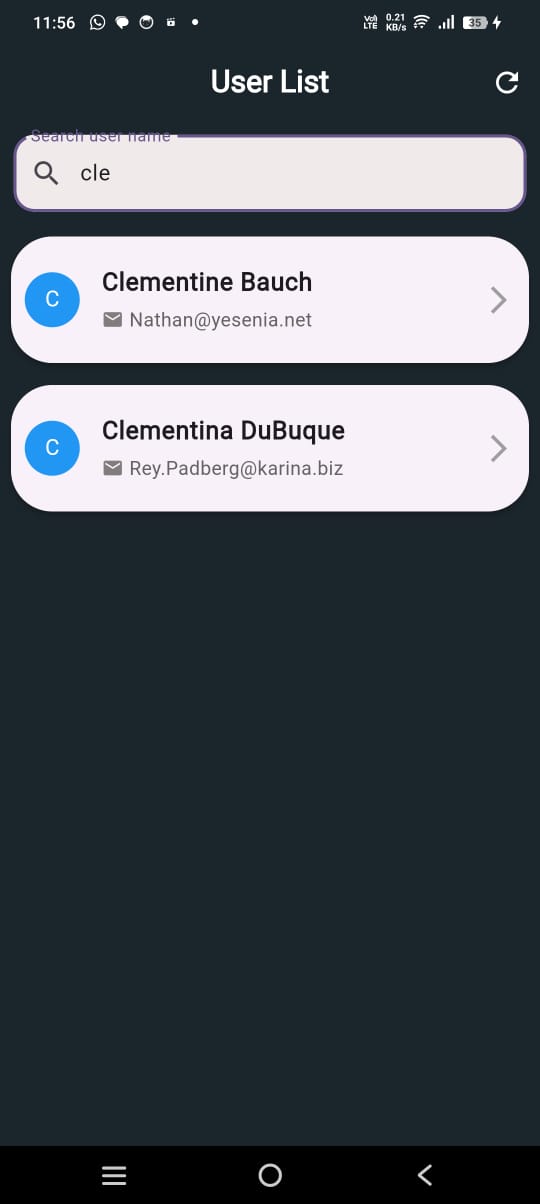 11:56 Vo) LTE 0.21 KB/s 35
User List
Search user name
cle
C
Clementine Bauch
Nathan@yesenia.net
C
Clementina DuBuque
Rey.Padberg@karina.biz